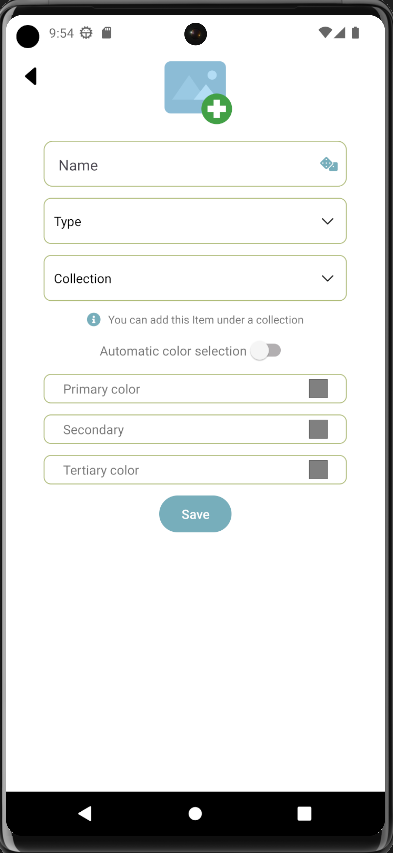 9:54
Name
Type
Collection
You can add this Item under a collection
Automatic color selection
Primary color
Secondary
Tertiary color
Save